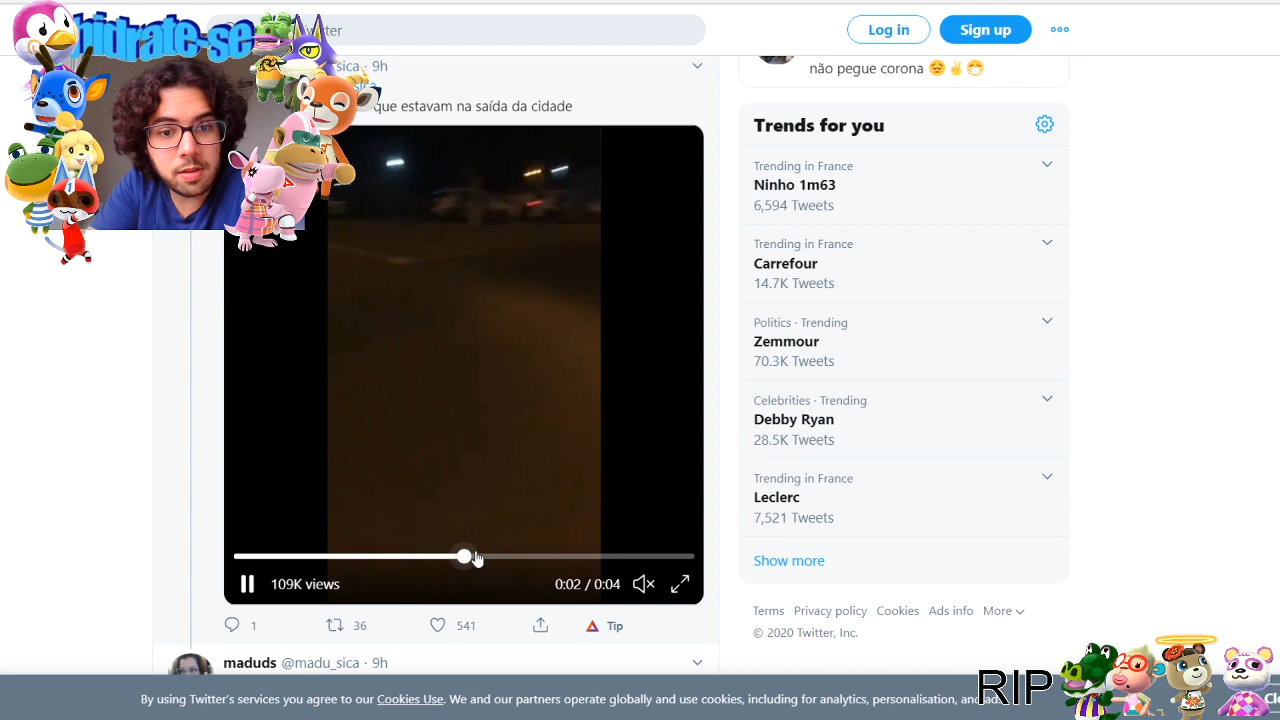 hidrate-se
Log in
Sign up
sica · 9h
que estavam na saída da cidade
109K views
0:02 / 0:04
1
36
541
Tip
maduds @madu_sica · 9h
não pegue corona 😔✌😷
Trends for you
Trending in France
Ninho 1m63
6,594 Tweets
Trending in France
Carrefour
14.7K Tweets
Politics · Trending
Zemmour
70.3K Tweets
Celebrities · Trending
Debby Ryan
28.5K Tweets
Trending in France
Leclerc
7,521 Tweets
Show more
Terms Privacy policy Cookies Ads info More
© 2020 Twitter, Inc.
RIP
By using Twitter's services you agree to our Cookies Use. We and our partners operate globally and use cookies, including for analytics, personalisation, and